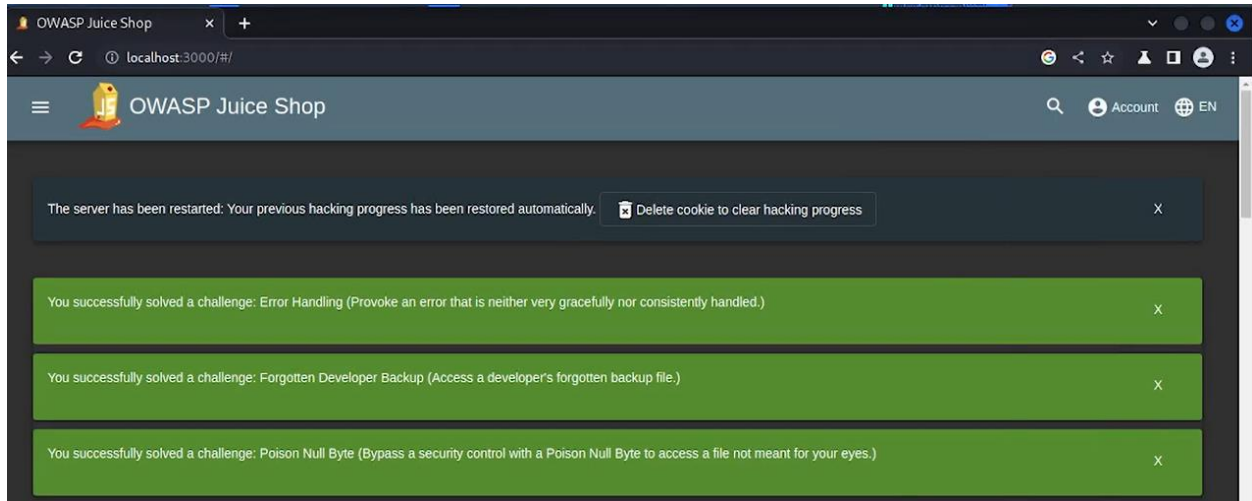 OWASP Juice Shop
localhost:3000/#/
OWASP Juice Shop
Account
EN
The server has been restarted: Your previous hacking progress has been restored automatically. Delete cookie to clear hacking progress X
You successfully solved a challenge: Error Handling (Provoke an error that is neither very gracefully nor consistently handled.) X
You successfully solved a challenge: Forgotten Developer Backup (Access a developer's forgotten backup file.) X
You successfully solved a challenge: Poison Null Byte (Bypass a security control with a Poison Null Byte to access a file not meant for your eyes.) X